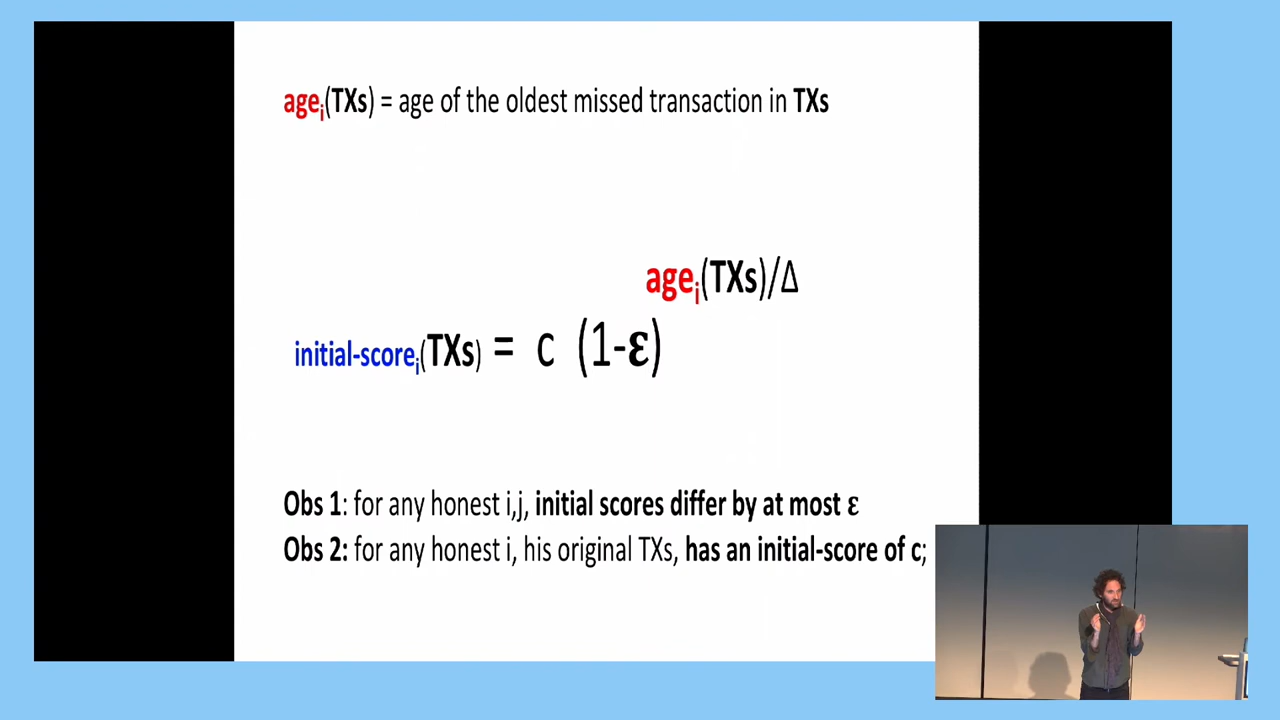 ageᵢ(TXs) = age of the oldest missed transaction in TXs
ageᵢ(TXs)/Δ
initial-scoreᵢ(TXs) = c (1-ε)
Obs 1: for any honest i,j, initial scores differ by at most ε
Obs 2: for any honest i, his original TXs, has an initial-score of c;